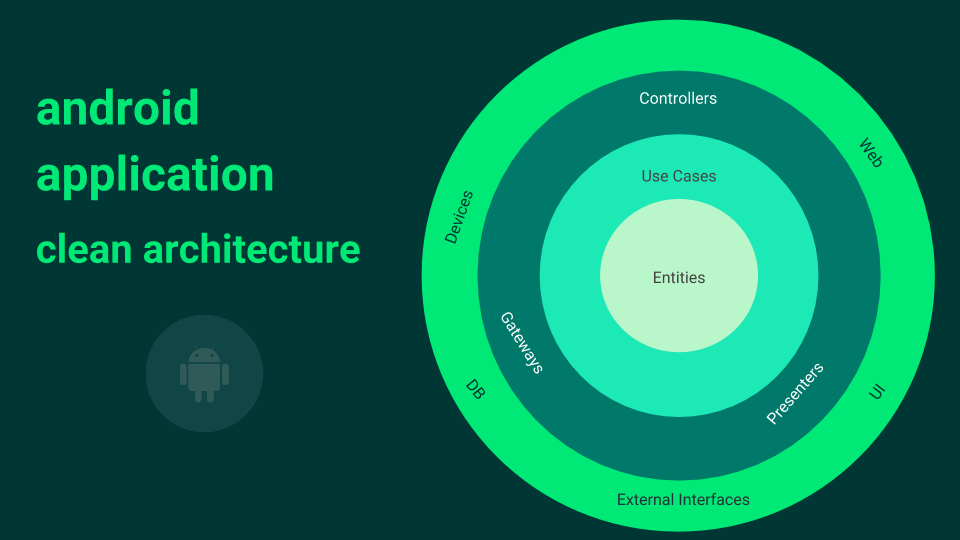 android
application
clean architecture
Controllers
Web
Use Cases
Devices
Entities
Gateways
Presenters
DB
UI
External Interfaces